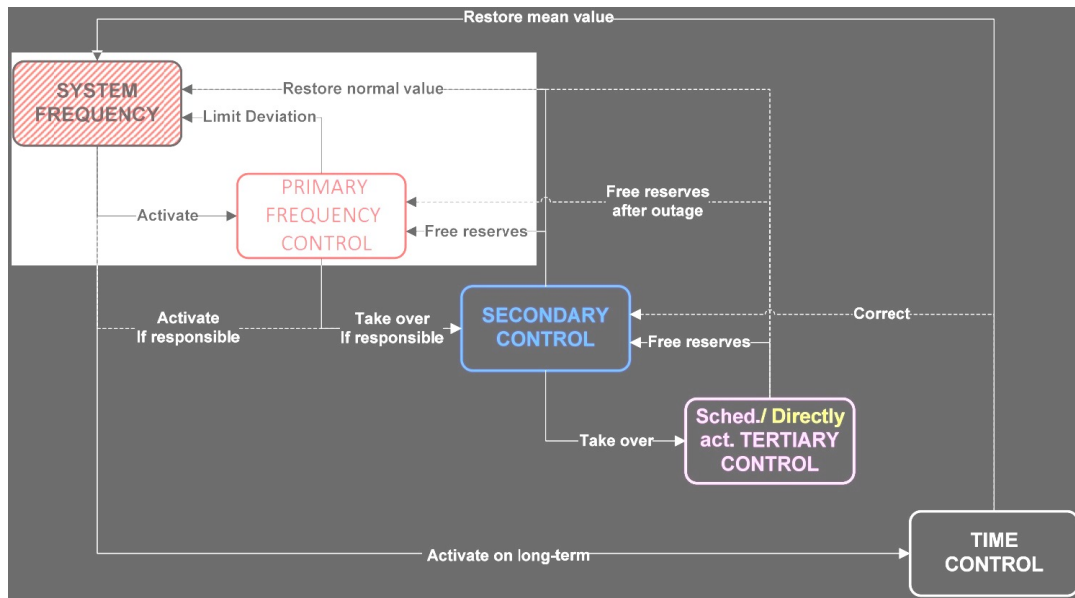 Restore mean value
SYSTEM
FREQUENCY
Restore normal value
Limit Deviation
PRIMARY
FREQUENCY
CONTROL
Activate
Free reserves
after outage
Free reserves
Activate
If responsible
Take over
If responsible
SECONDARY
CONTROL
Correct
Free reserves
Sched./ Directly
act. TERTIARY
CONTROL
Take over
Activate on long-term
TIME
CONTROL